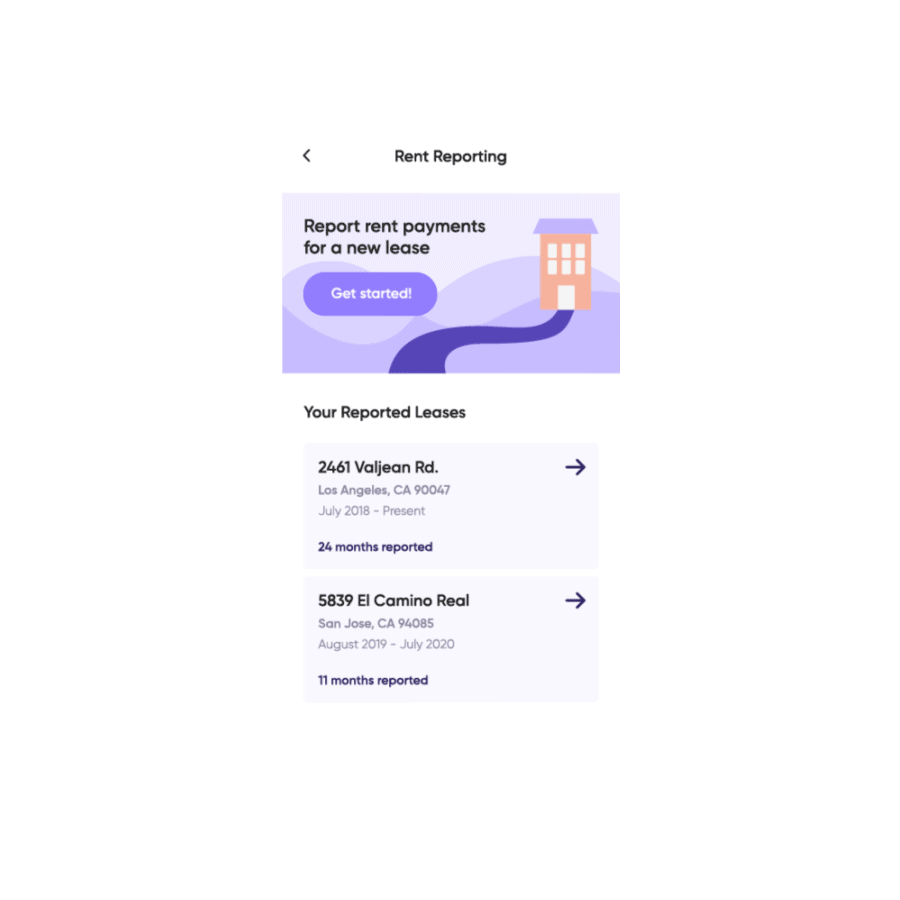 Rent Reporting
Report rent payments
for a new lease
Get started!
Your Reported Leases
2461 Valjean Rd.
Los Angeles, CA 90047
July 2018 - Present
24 months reported
5839 El Camino Real
San Jose, CA 94085
August 2019 - July 2020
11 months reported